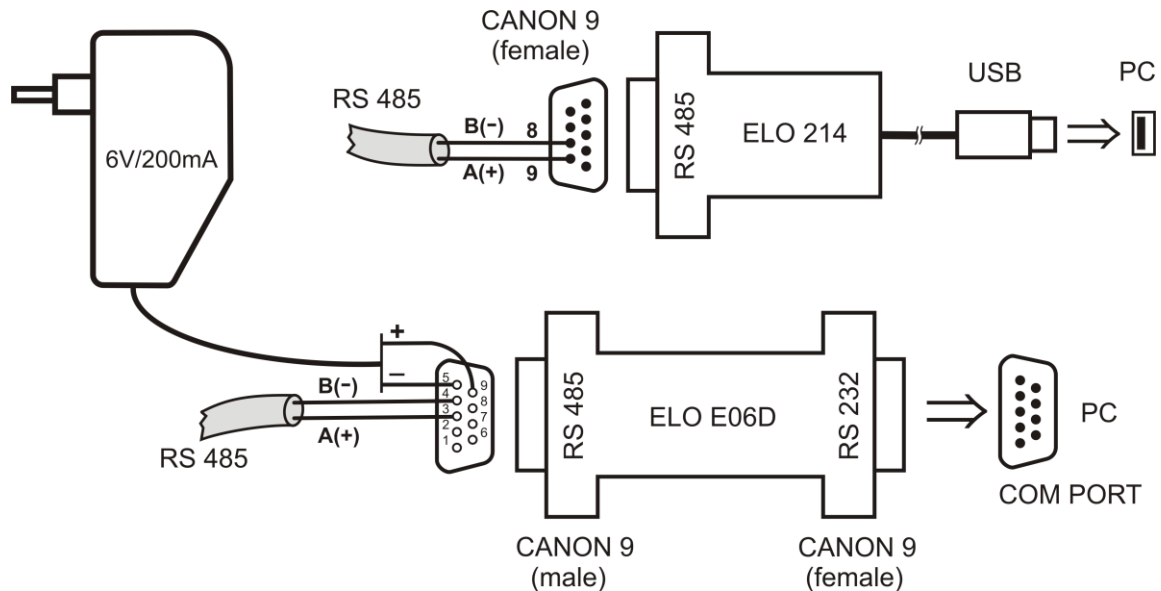 CANON 9
(female)
RS 485
B(−)
8
A(+)
9
RS 485
ELO 214
USB
PC
6V/200mA
+
−
B(−)
A(+)
RS 485
5
4
3
2
1
9
8
7
6
RS 485
ELO E06D
RS 232
PC
COM PORT
CANON 9
(male)
CANON 9
(female)